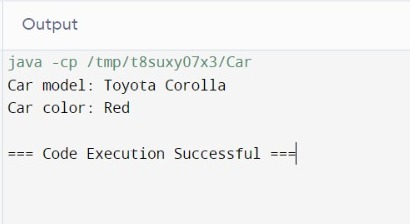 Output
java -cp /tmp/t8suxy07x3/Car
Car model: Toyota Corolla
Car color: Red
=== Code Execution Successful ===